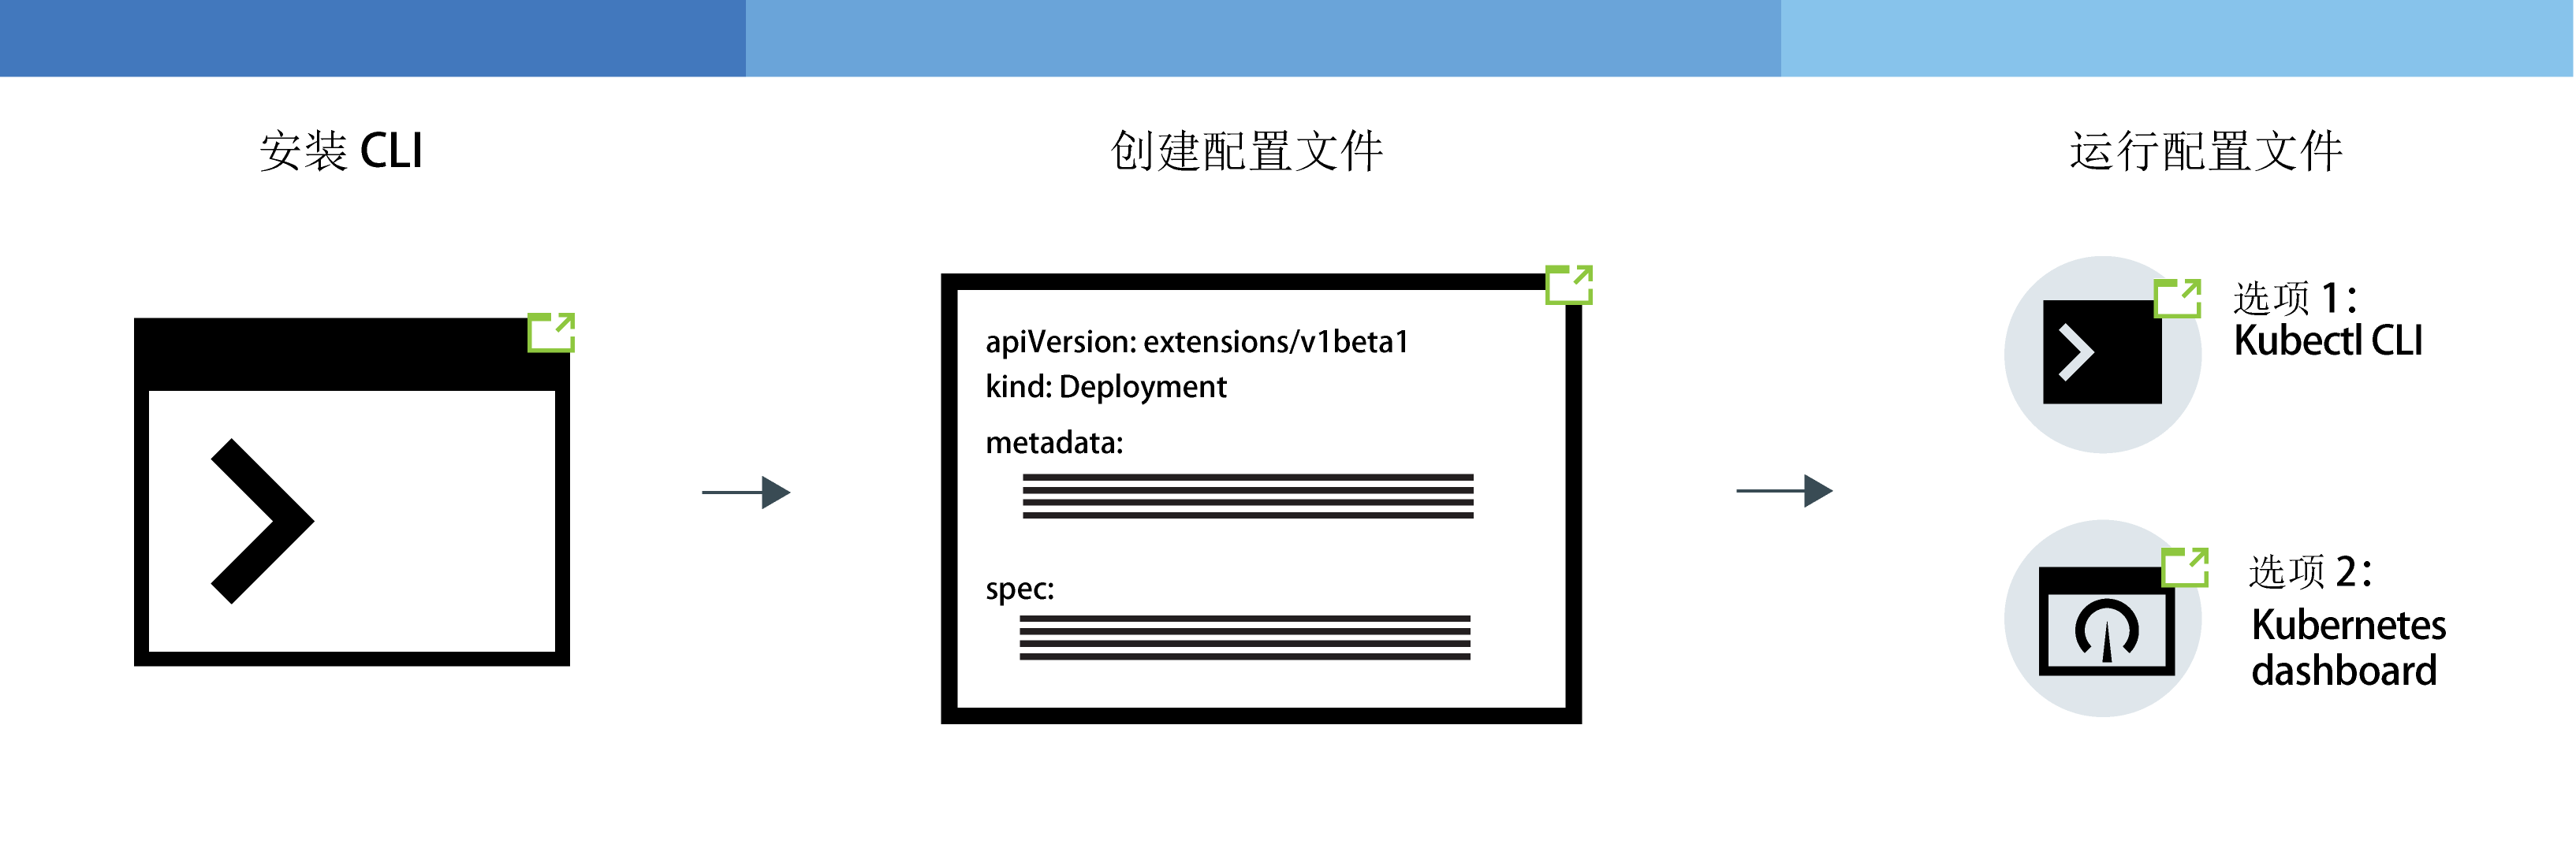 安装 CLI
创建配置文件
运行配置文件
apiVersion: extensions/v1beta1
kind: Deployment
metadata:
spec:
选项 1:
Kubectl CLI
选项 2:
Kubernetes
dashboard